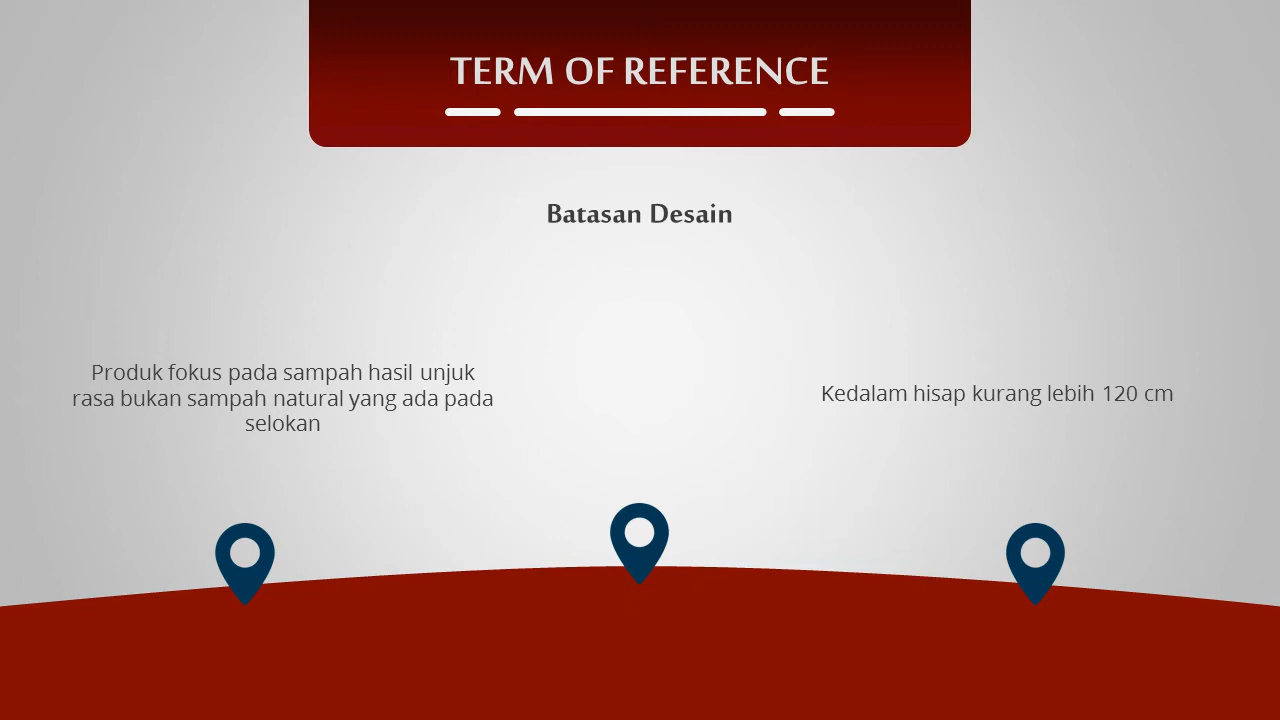 TERM OF REFERENCE
Batasan Desain
Produk fokus pada sampah hasil unjuk
rasa bukan sampah natural yang ada pada
selokan
Kedalam hisap kurang lebih 120 cm